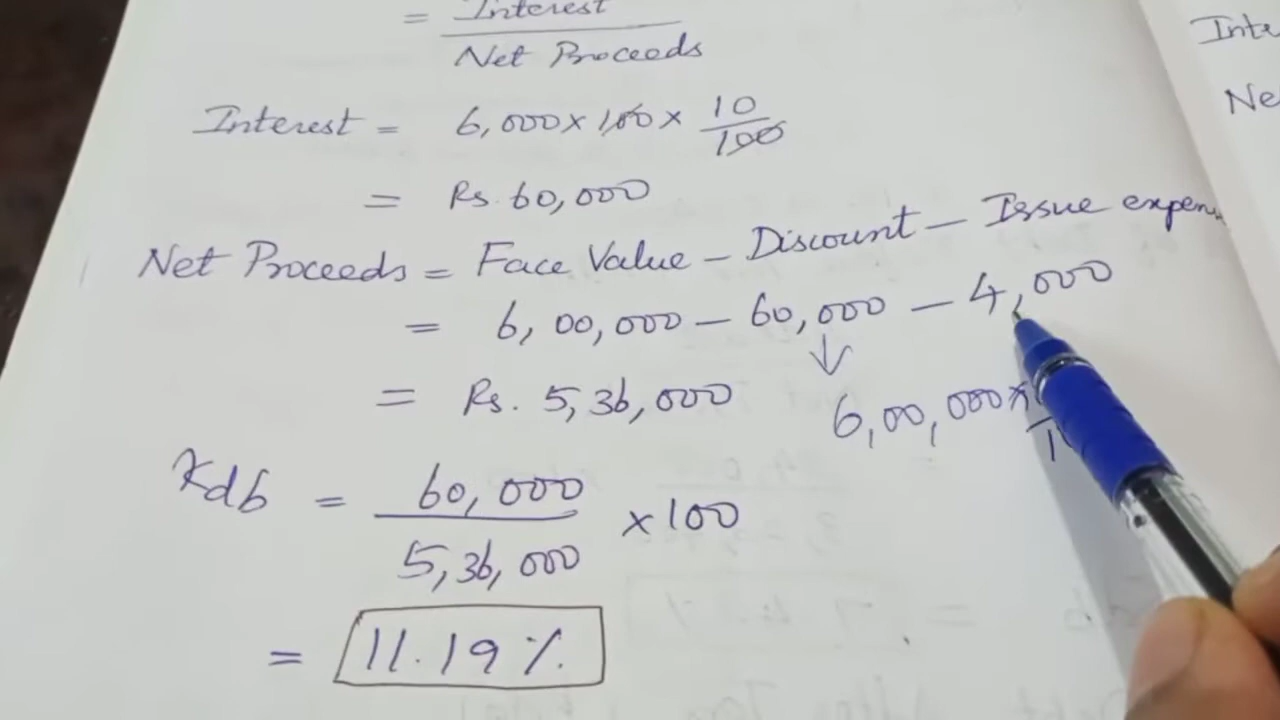 = Interest
Net Proceeds
Interest = 6,000 × 100 × 10
100
= Rs. 60,000
Net Proceeds = Face Value - Discount - Issue expen
= 6,00,000 - 60,000 - 4,000
= Rs. 5,36,000
6,00,000 ×
Kdb = 60,000
5,36,000 × 100
= 11.19 %
Inte
Ne